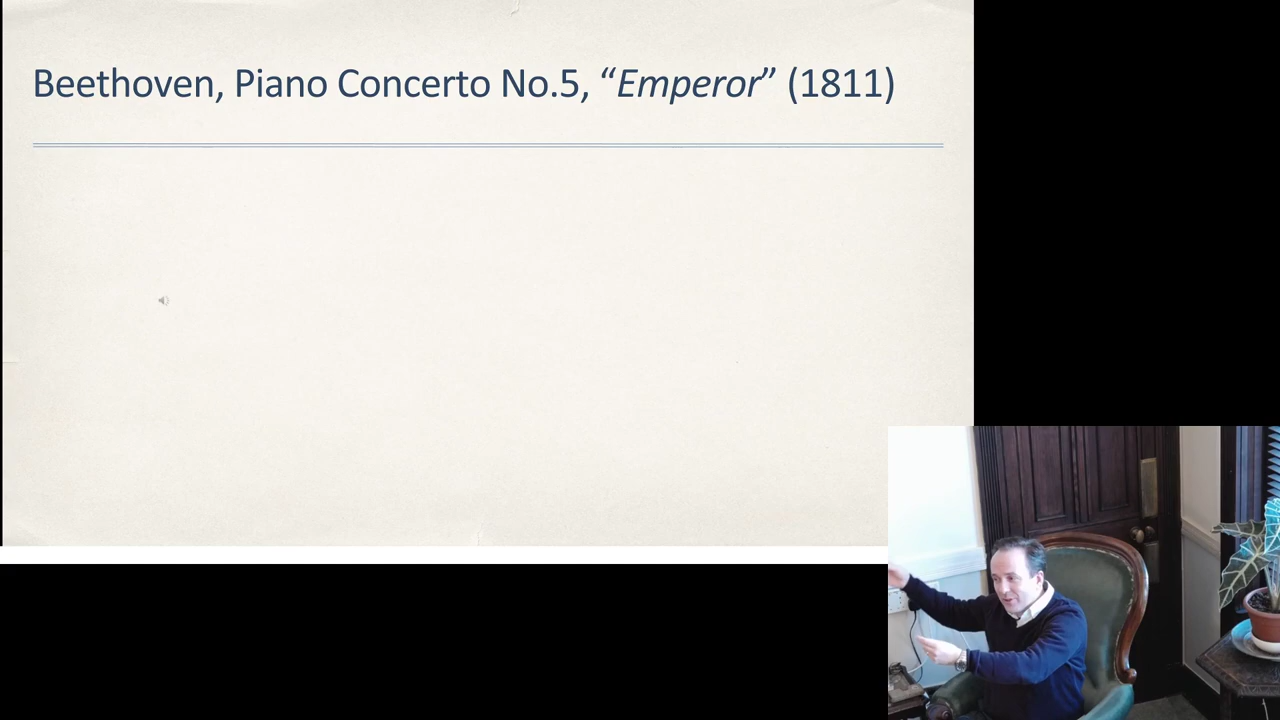 Beethoven, Piano Concerto No.5, “Emperor” (1811)